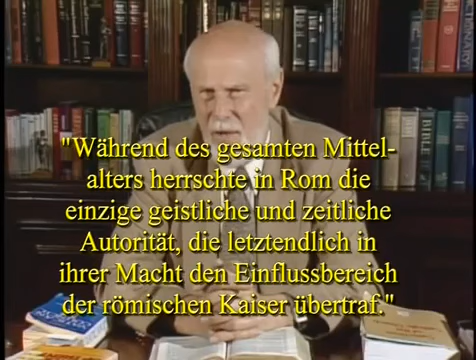 "Während des gesamten Mittel-
alters herrschte in Rom die
einzige geistliche und zeitliche
Autorität, die letztendlich in
ihrer Macht den Einflussbereich
der römischen Kaiser übertraf."
BIBLE